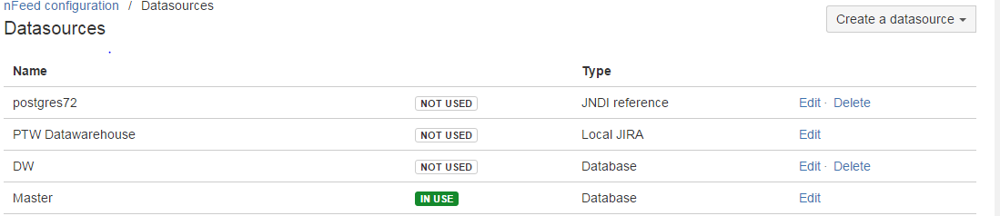 nFeed configuration / Datasources
Datasources
Create a datasource
Name Type
postgres72 NOT USED JNDI reference Edit · Delete
PTW Datawarehouse NOT USED Local JIRA Edit
DW NOT USED Database Edit · Delete
Master IN USE Database Edit